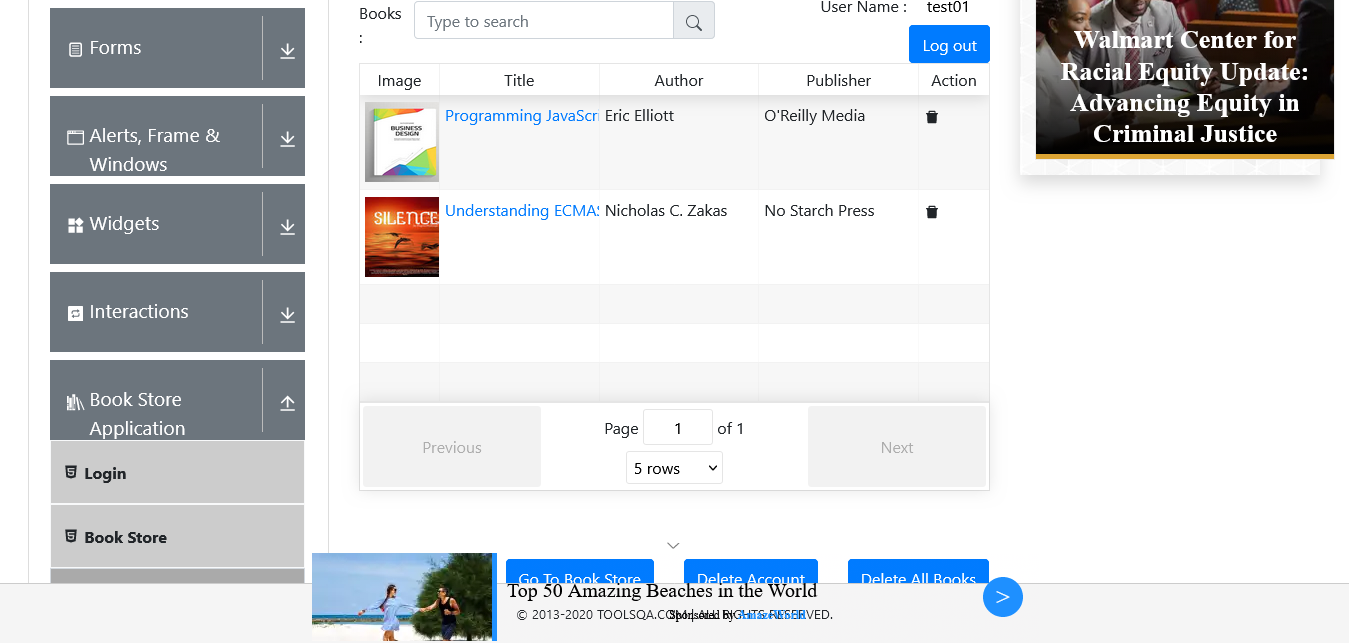 Forms
Alerts, Frame &
Windows
Widgets
Interactions
Book Store
Application
Login
Book Store
Books
:
Type to search
User Name :
test01
Log out
Image
Title
Author
Publisher
Action
BUSINESS
DESIGN
Programming JavaScri
Eric Elliott
O'Reilly Media
SILENCE
Understanding ECMAS
Nicholas C. Zakas
No Starch Press
Previous
Page 1 of 1
5 rows
Next
Go To Book Store
Delete Account
Delete All Books
Top 50 Amazing Beaches in the World
© 2013-2020 TOOLSQA.COM ALL RIGHTS RESERVED.
Sponsored By
>
Walmart Center for
Racial Equity Update:
Advancing Equity in
Criminal Justice